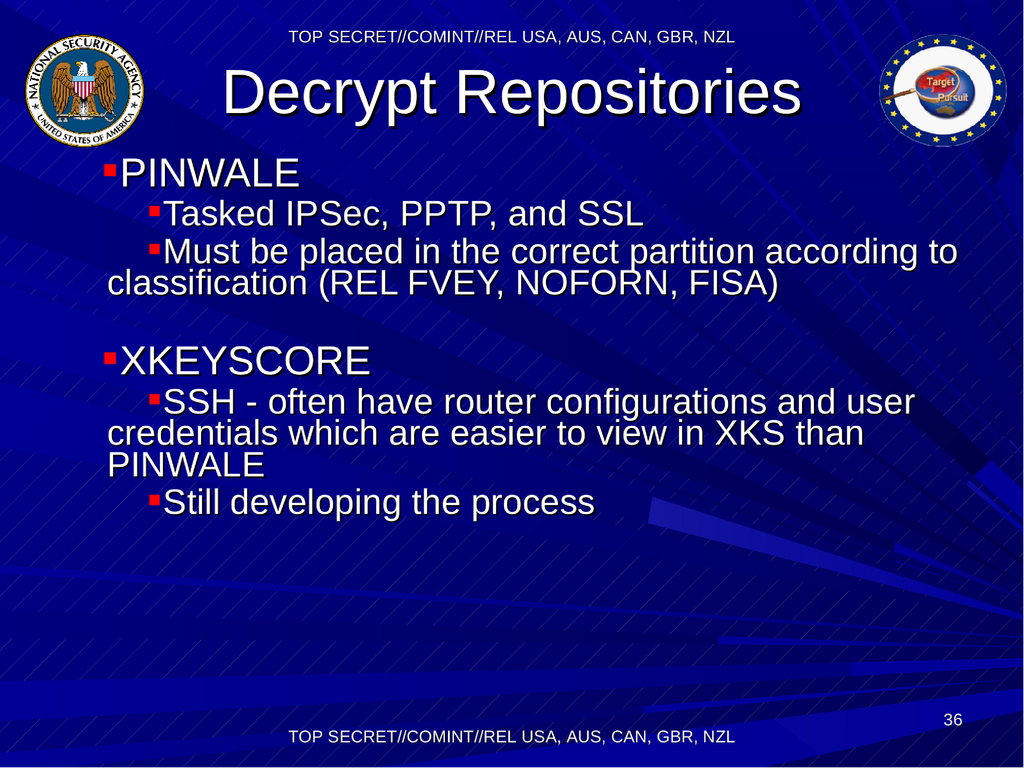 TOP SECRET//COMINT//REL USA, AUS, CAN, GBR, NZL
NATIONAL SECURITY AGENCY
UNITED STATES OF AMERICA
Decrypt Repositories
Target
Pursuit
PINWALE
Tasked IPSec, PPTP, and SSL
Must be placed in the correct partition according to
classification (REL FVEY, NOFORN, FISA)
XKEYSCORE
SSH - often have router configurations and user
credentials which are easier to view in XKS than
PINWALE
Still developing the process
36
TOP SECRET//COMINT//REL USA, AUS, CAN, GBR, NZL